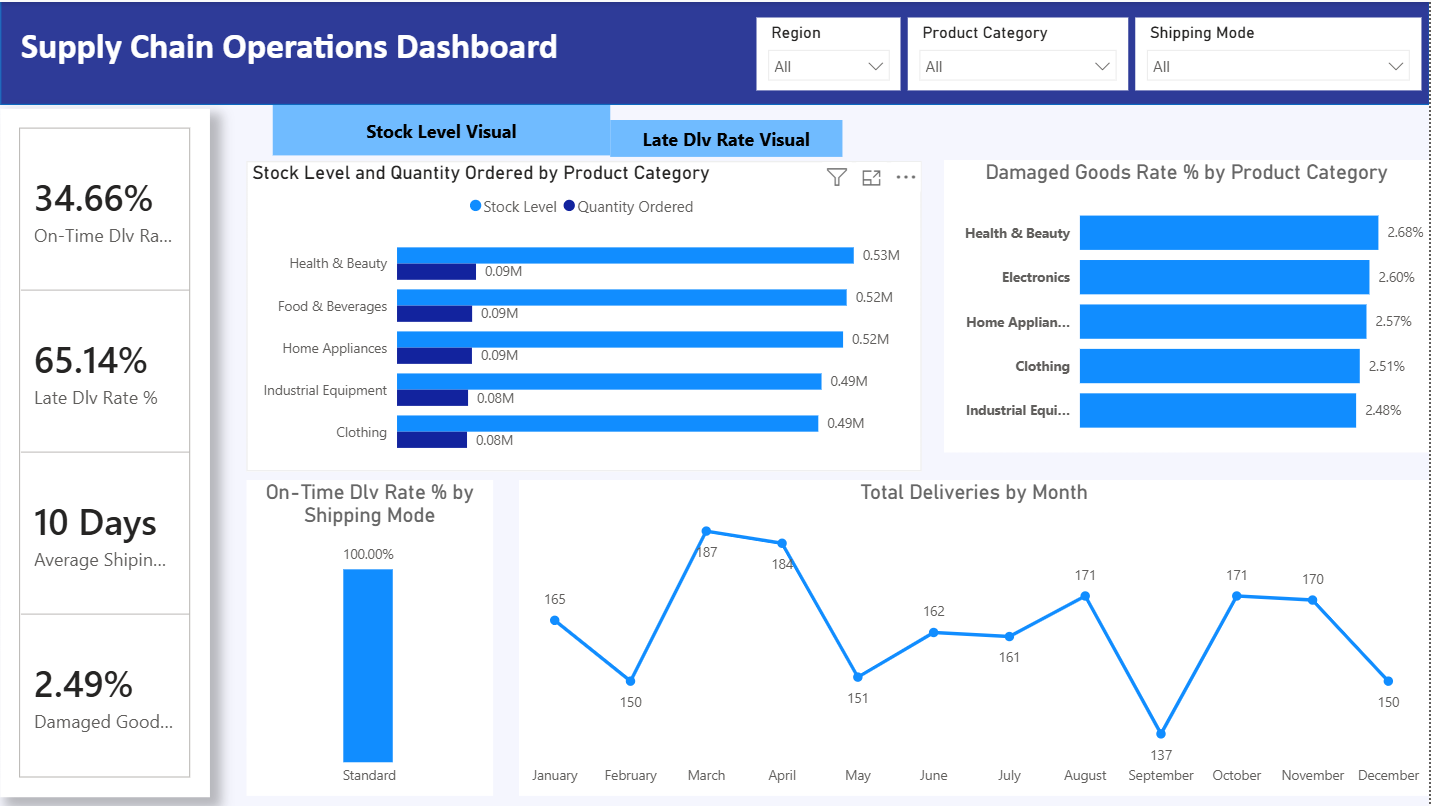 Supply Chain Operations Dashboard
Region
All
Product Category
All
Shipping Mode
All
34.66%
On-Time Dlv Ra...
65.14%
Late Dlv Rate %
10 Days
Average Shipin...
2.49%
Damaged Good...
Stock Level Visual
Late Dlv Rate Visual
Stock Level and Quantity Ordered by Product Category
Stock Level Quantity Ordered
Health & Beauty 0.53M
0.09M
Food & Beverages 0.52M
0.09M
Home Appliances 0.52M
0.09M
Industrial Equipment 0.49M
0.08M
Clothing 0.49M
0.08M
Damaged Goods Rate % by Product Category
Health & Beauty 2.68%
Electronics 2.60%
Home Applian... 2.57%
Clothing 2.51%
Industrial Equi... 2.48%
On-Time Dlv Rate % by
Shipping Mode
100.00%
Standard
Total Deliveries by Month
165
150
187
184
151
162
161
171
137
171
170
150
January February March April May June July August September October November December